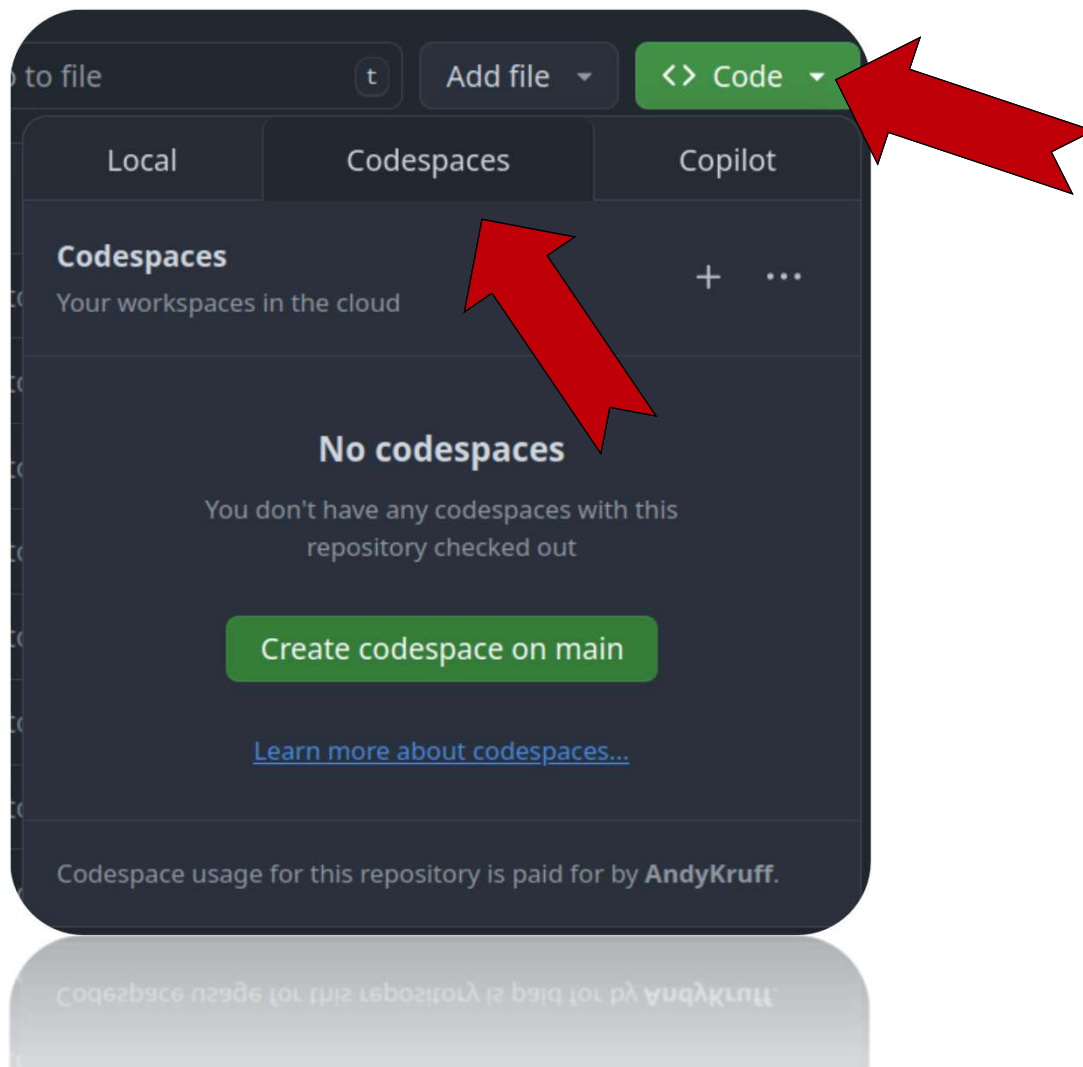 to file
t
Add file
<> Code
Local
Codespaces
Copilot
Codespaces
Your workspaces in the cloud
+ ...
No codespaces
You don't have any codespaces with this
repository checked out
Create codespace on main
Learn more about codespaces...
Codespace usage for this repository is paid for by AndyKruff.